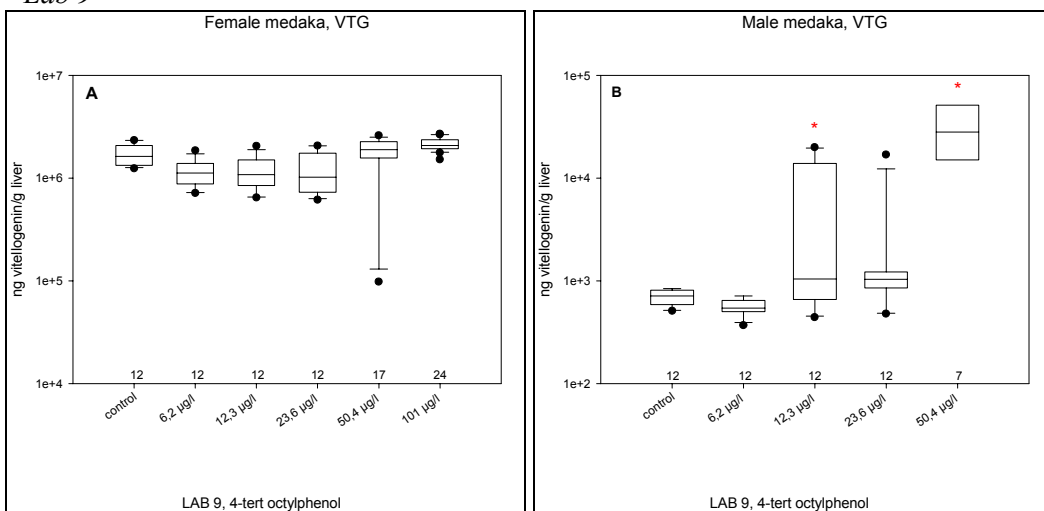 Lab 9
Female medaka, VTG
1e+7
A
1e+6
ng vitellogenin/g liver
1e+5
1e+4
12 12 12 12 17 24
control 6,2 µg/l 12,3 µg/l 23,6 µg/l 50,4 µg/l 101 µg/l
LAB 9, 4-tert octylphenol
Male medaka, VTG
1e+5
B
*
*
1e+4
ng vitellogenin/g liver
1e+3
1e+2
12 12 12 12 7
control 6,2 µg/l 12,3 µg/l 23,6 µg/l 50,4 µg/l
LAB 9, 4-tert octylphenol